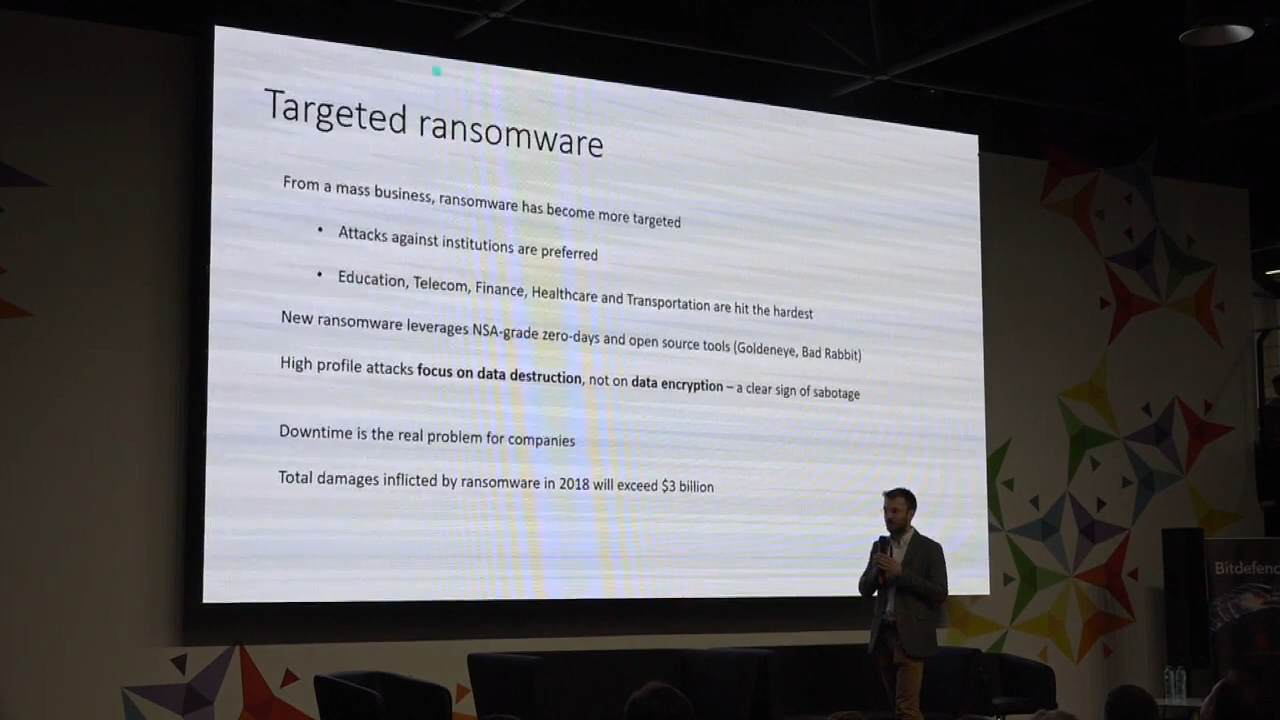 Targeted ransomware
From a mass business, ransomware has become more targeted
• Attacks against institutions are preferred
• Education, Telecom, Finance, Healthcare and Transportation are hit the hardest
New ransomware leverages NSA-grade zero-days and open source tools (Goldeneye, Bad Rabbit)
High profile attacks focus on data destruction, not on data encryption – a clear sign of sabotage
Downtime is the real problem for companies
Total damages inflicted by ransomware in 2018 will exceed $3 billion
Bitdefenc